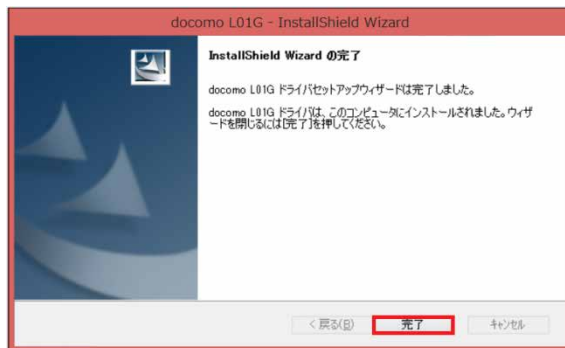 docomo L01G - InstallShield Wizard
InstallShield Wizard の完了
docomo L01G ドライバセットアップウィザードは完了しました。
docomo L01G ドライバは、このコンピュータにインストールされました。ウィザ
ードを閉じるには[完了]を押してください。
< 戻る(B)
完了
キャンセル